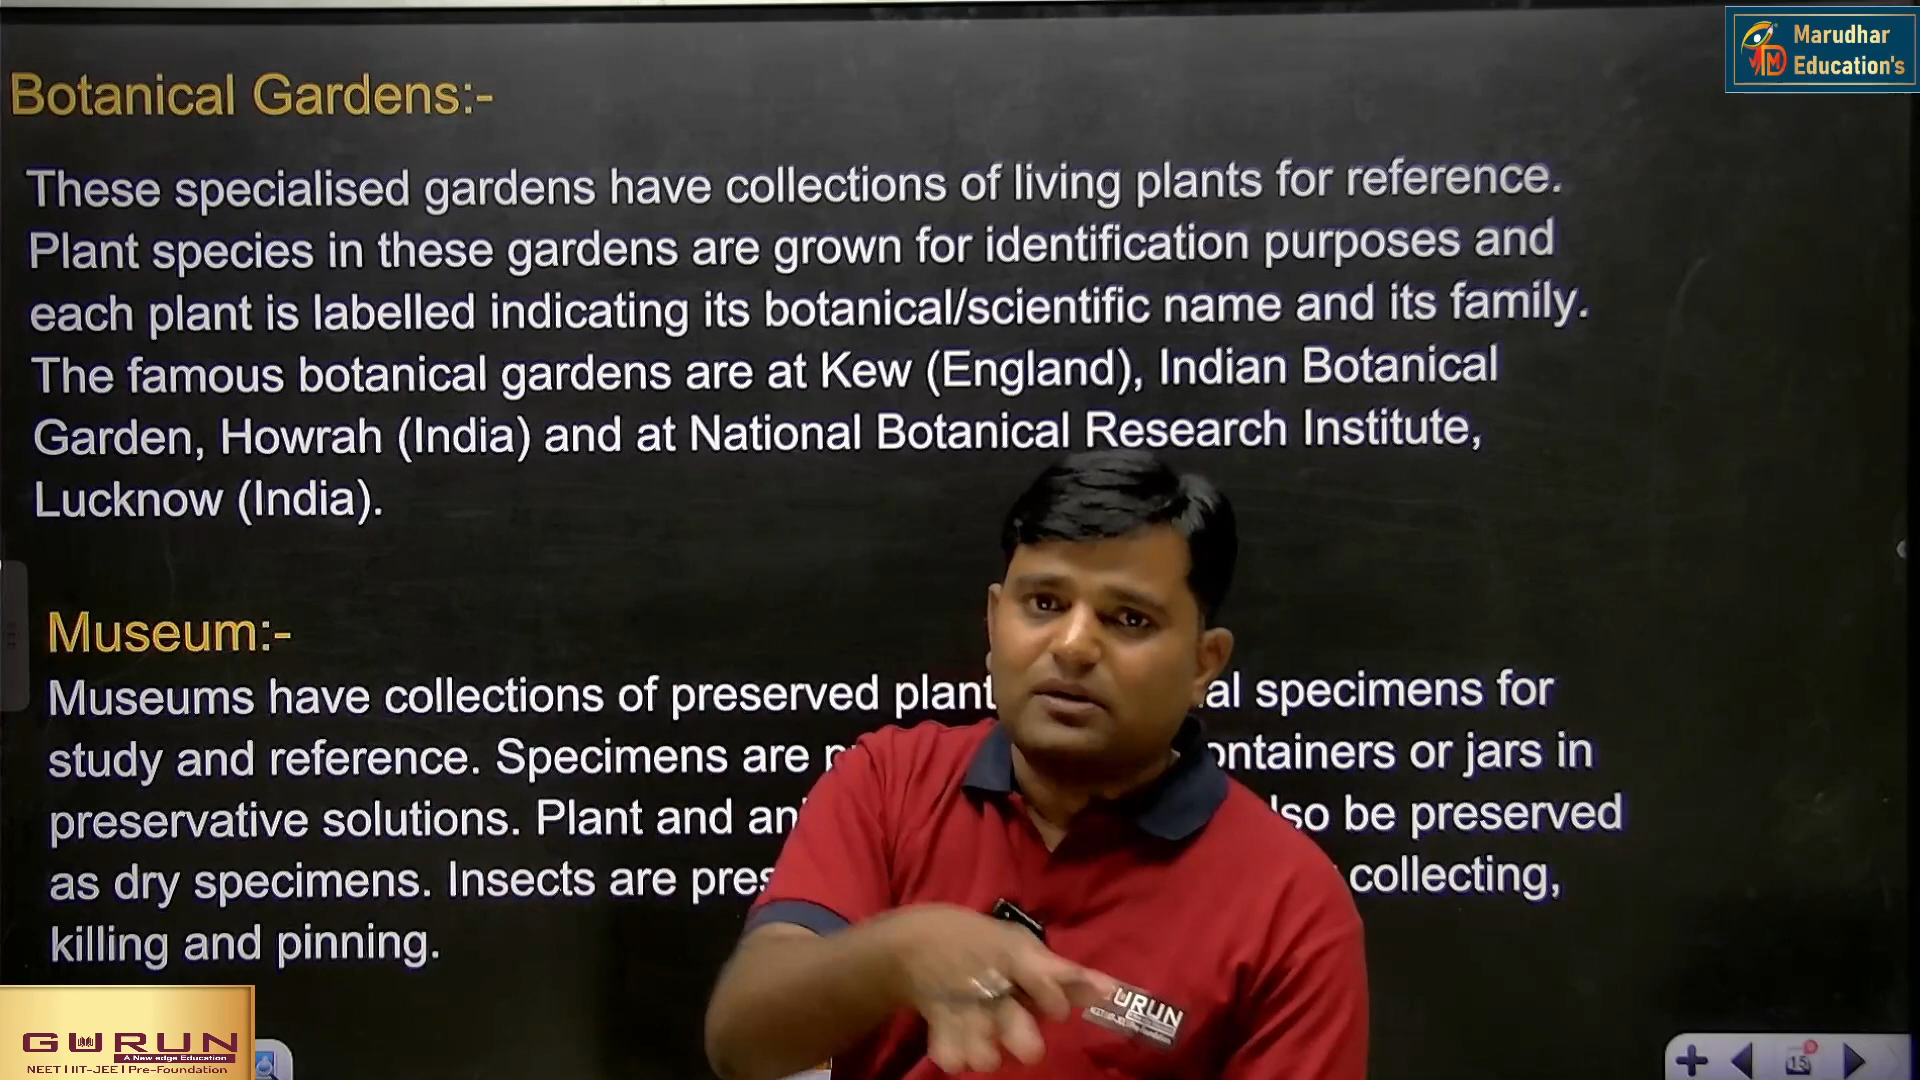 Marudhar
Education's
Botanical Gardens:-
These specialised gardens have collections of living plants for reference.
Plant species in these gardens are grown for identification purposes and
each plant is labelled indicating its botanical/scientific name and its family.
The famous botanical gardens are at Kew (England), Indian Botanical
Garden, Howrah (India) and at National Botanical Research Institute,
Lucknow (India).
Museum:-
Museums have collections of preserved plant al specimens for
study and reference. Specimens are ontainers or jars in
preservative solutions. Plant and ani lso be preserved
as dry specimens. Insects are pres collecting,
killing and pinning.
URUN
GURUN
A New edge Education
NEET I IIT-JEE I Pre-Foundation
15